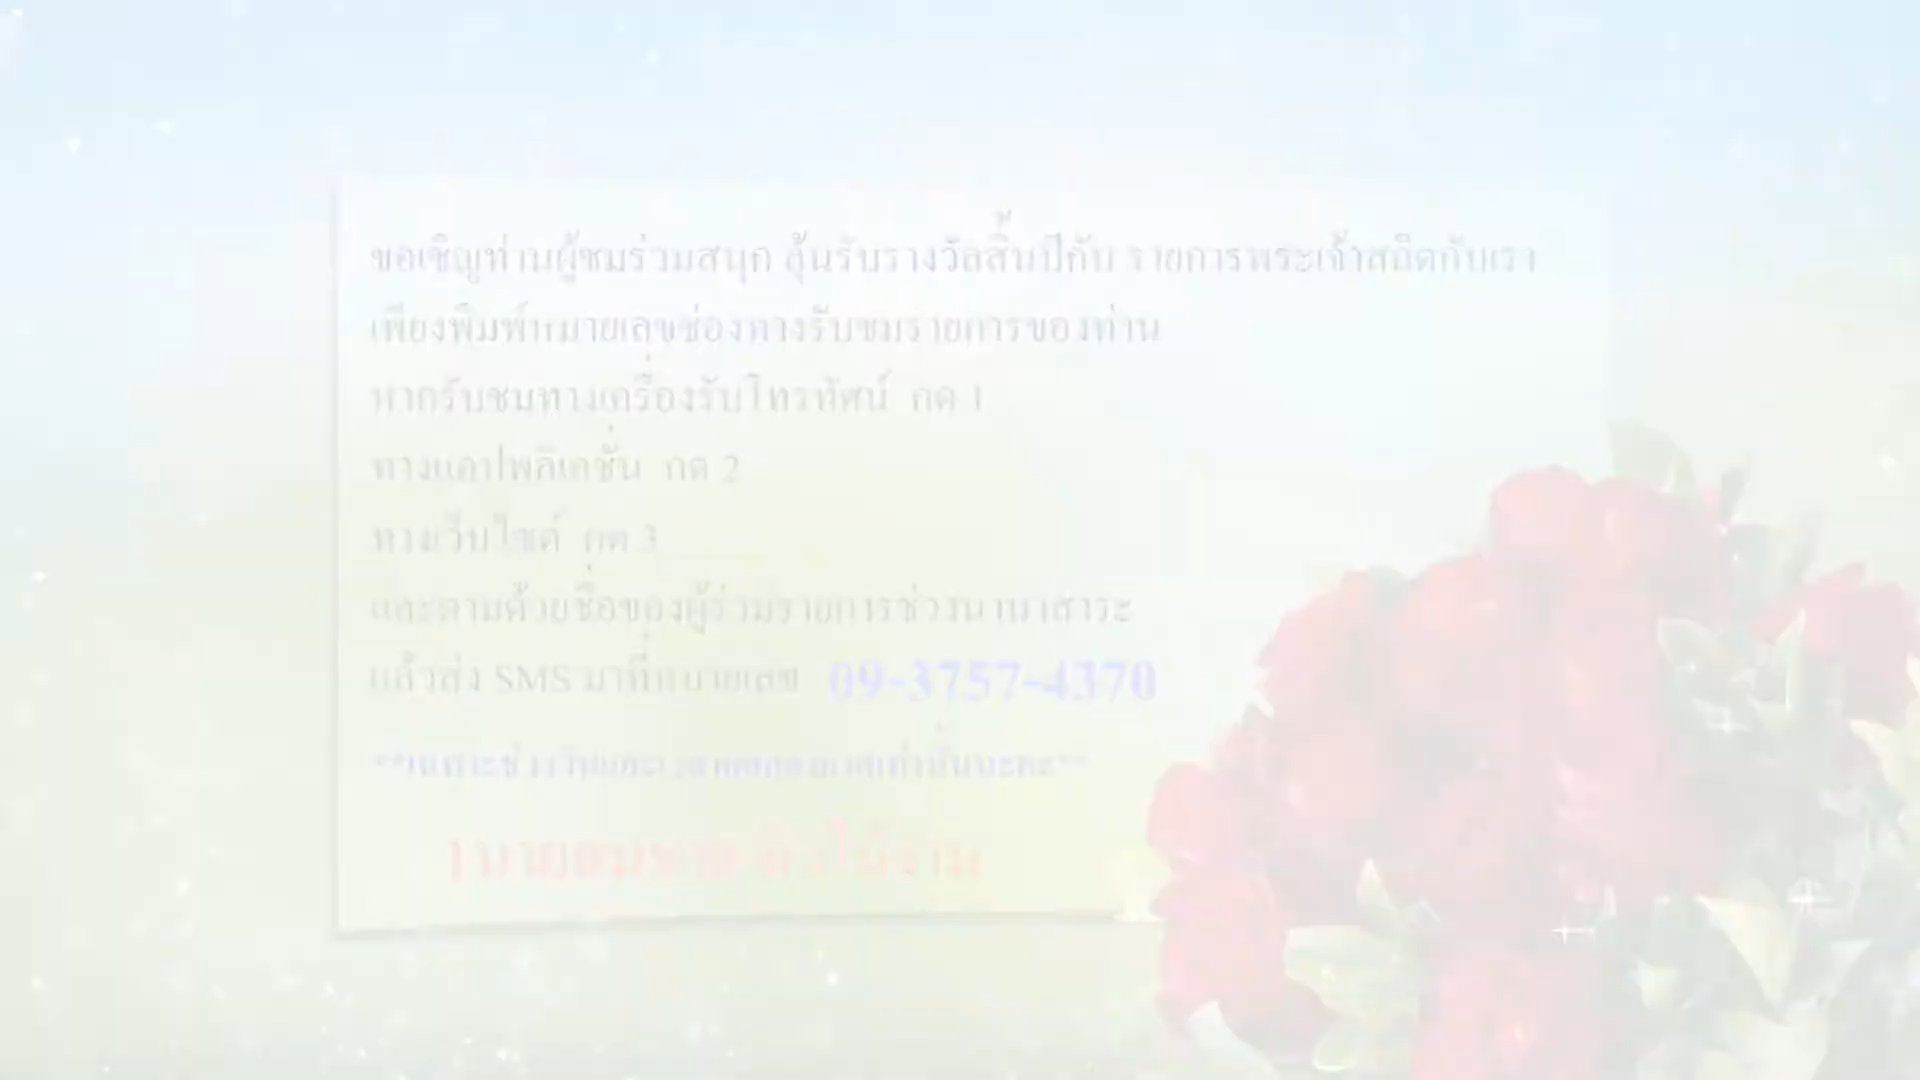 ขอเชิญท่านผู้ชมร่วมสนุก ลุ้นรับรางวัลสิ้นปีกับ รายการพระเจ้าสถิตกับเรา
เพียงพิมพ์หมายเลขช่องทางรับชมรายการของท่าน
หากรับชมทางเครื่องรับโทรทัศน์ กด 1
ทางแอปพลิเคชั่น กด 2
ทางเว็บไซต์ กด 3
และตามด้วยชื่อของผู้ร่วมรายการช่วงนานาสาระ
แล้วส่ง SMS มาที่หมายเลข 09-3757-4370